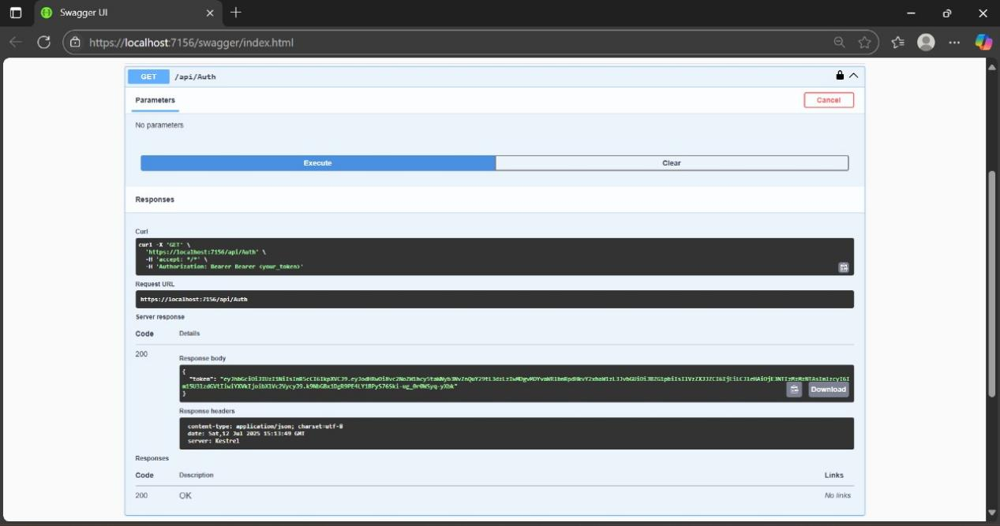 Swagger UI
https://localhost:7156/swagger/index.html
GET /api/Auth
Parameters
Cancel
No parameters
Execute
Clear
Responses
Curl
curl -X 'GET' \
'https://localhost:7156/api/Auth' \
-H 'accept: */*' \
-H 'Authorization: Bearer Bearer <your_token>'
Request URL
https://localhost:7156/api/Auth
Server response
Code Details
200
Response body
{
"token":
}
Download
Response headers
content-type: application/json; charset=utf-8
date: Sat,12 Jul 2025 15:13:49 GMT
server: Kestrel
Responses
Code Description Links
200 OK No links